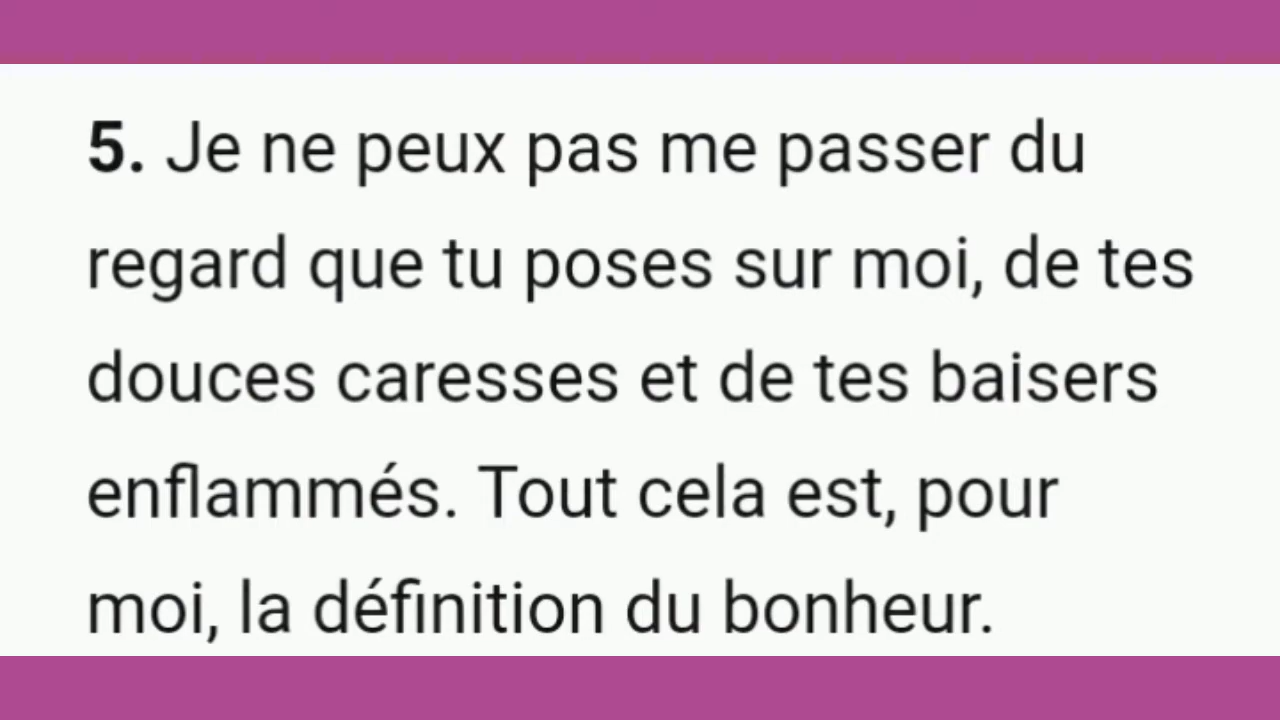 5. Je ne peux pas me passer du
regard que tu poses sur moi, de tes
douces caresses et de tes baisers
enflammés. Tout cela est, pour
moi, la définition du bonheur.